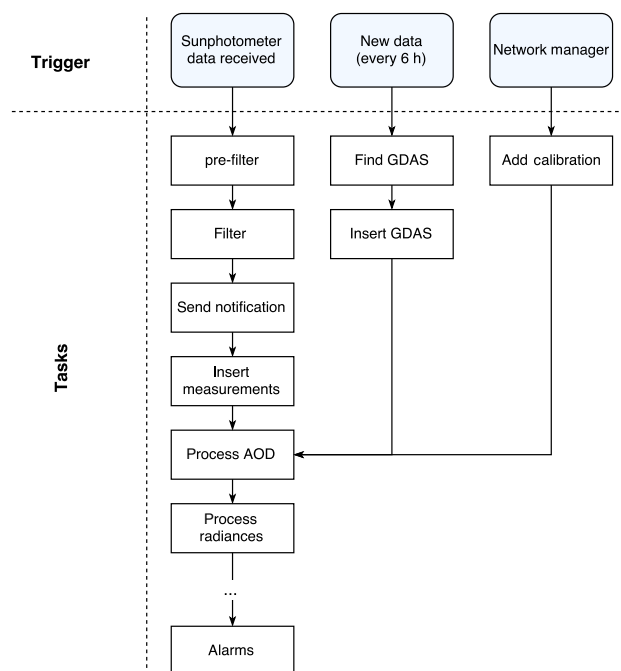 Trigger
Sunphotometer
data received
New data
(every 6 h)
Network manager
Tasks
pre-filter
Find GDAS
Add calibration
Filter
Insert GDAS
Send notification
Insert
measurements
Process AOD
Process
radiances
...
Alarms